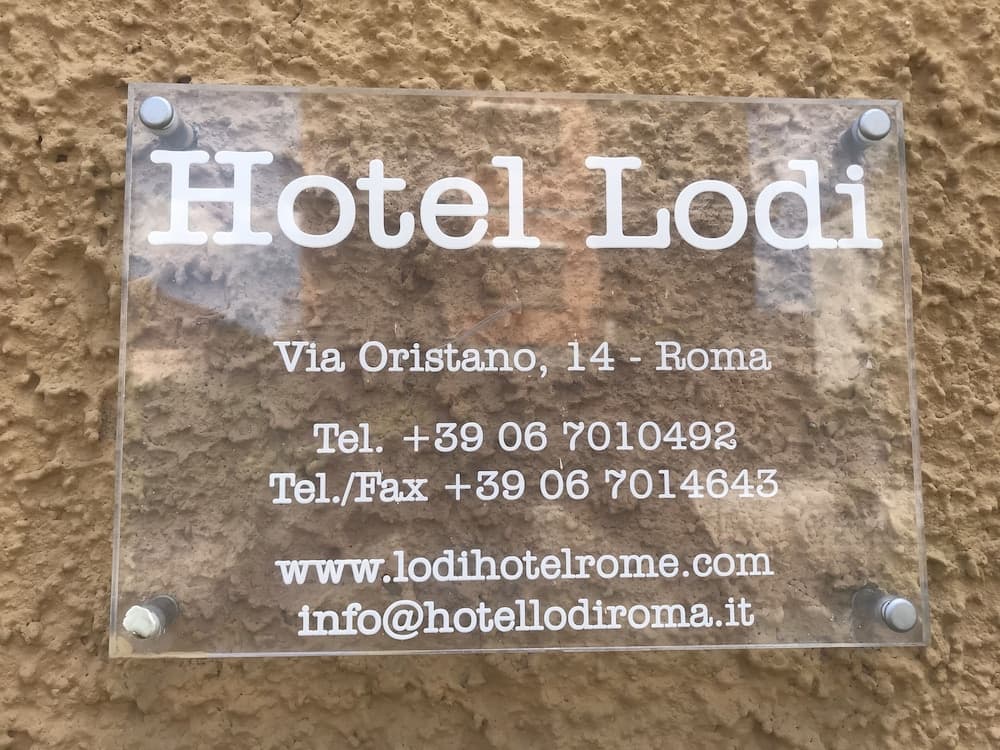 Hotel Lodi
Via Oristano, 14 - Roma
Tel. +39 06 7010492
Tel./Fax +39 06 7014643
www.lodihotelrome.com
info@hotellodiroma.it